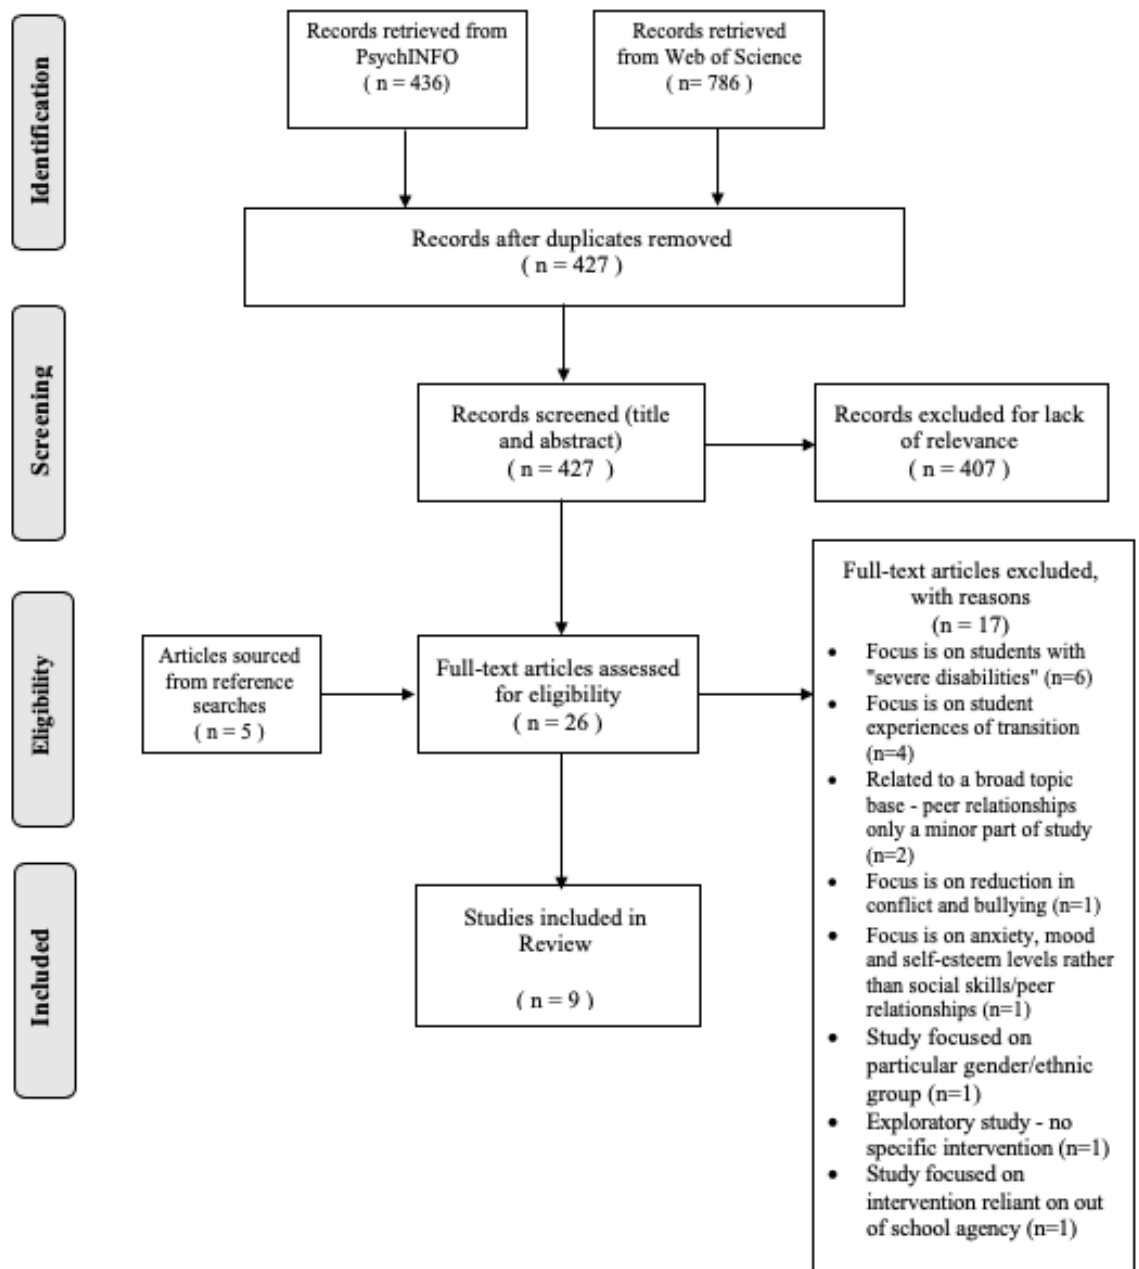 Identification
Records retrieved from
PsychINFO
( n = 436)
Records retrieved
from Web of Science
( n= 786 )
Records after duplicates removed
( n = 427 )
Screening
Records screened (title
and abstract)
( n = 427 )
Records excluded for lack
of relevance
( n = 407 )
Eligibility
Articles sourced
from reference
searches
( n = 5 )
Full-text articles assessed
for eligibility
( n = 26 )
Full-text articles excluded,
with reasons
(n = 17)
• Focus is on students with
"severe disabilities" (n=6)
• Focus is on student
experiences of transition
(n=4)
• Related to a broad topic
base - peer relationships
only a minor part of study
(n=2)
• Focus is on reduction in
conflict and bullying (n=1)
• Focus is on anxiety, mood
and self-esteem levels rather
than social skills/peer
relationships (n=1)
• Study focused on
particular gender/ethnic
group (n=1)
• Exploratory study - no
specific intervention (n=1)
• Study focused on
intervention reliant on out
of school agency (n=1)
Included
Studies included in
Review
( n = 9 )